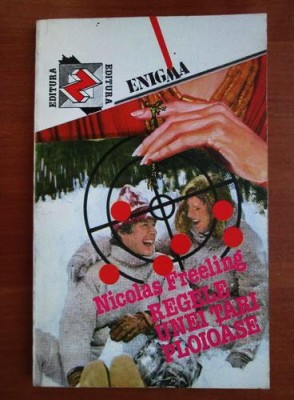 EDITURA
EDITURA
Z
ENIGMA
Nicolas Freeling
REGELE
UNEI ȚĂRI
PLOIOASE